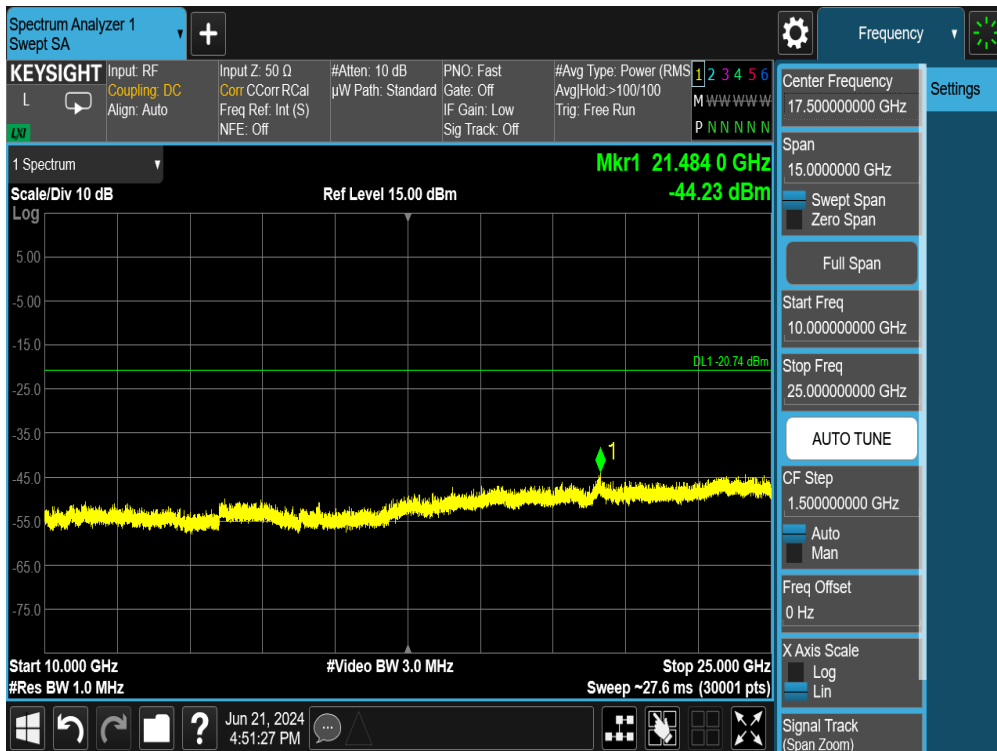 Spectrum Analyzer 1
Swept SA
+
Frequency
KEYSIGHT
L
LXI
Input: RF
Coupling: DC
Align: Auto
Input Z: 50 Ω
Corr CCorr RCal
Freq Ref: Int (S)
NFE: Off
#Atten: 10 dB
µW Path: Standard
PNO: Fast
Gate: Off
IF Gain: Low
Sig Track: Off
#Avg Type: Power (RMS
Avg|Hold:>100/100
Trig: Free Run
1 2 3 4 5 6
M W W W W W W
P N N N N N
1 Spectrum
Scale/Div 10 dB
Log
Ref Level 15.00 dBm
Mkr1 21.484 0 GHz
-44.23 dBm
5.00
-5.00
-15.0
DL1 -20.74 dBm
-25.0
-35.0
1
-45.0
-55.0
-65.0
-75.0
Start 10.000 GHz
#Video BW 3.0 MHz
Stop 25.000 GHz
#Res BW 1.0 MHz
Sweep ~27.6 ms (30001 pts)
Center Frequency
17.500000000 GHz
Span
15.0000000 GHz
Swept Span
Zero Span
Full Span
Start Freq
10.000000000 GHz
Stop Freq
25.000000000 GHz
AUTO TUNE
CF Step
1.500000000 GHz
Auto
Man
Freq Offset
0 Hz
X Axis Scale
Log
Lin
Signal Track
(Span Zoom)
Settings
?
Jun 21, 2024
4:51:27 PM